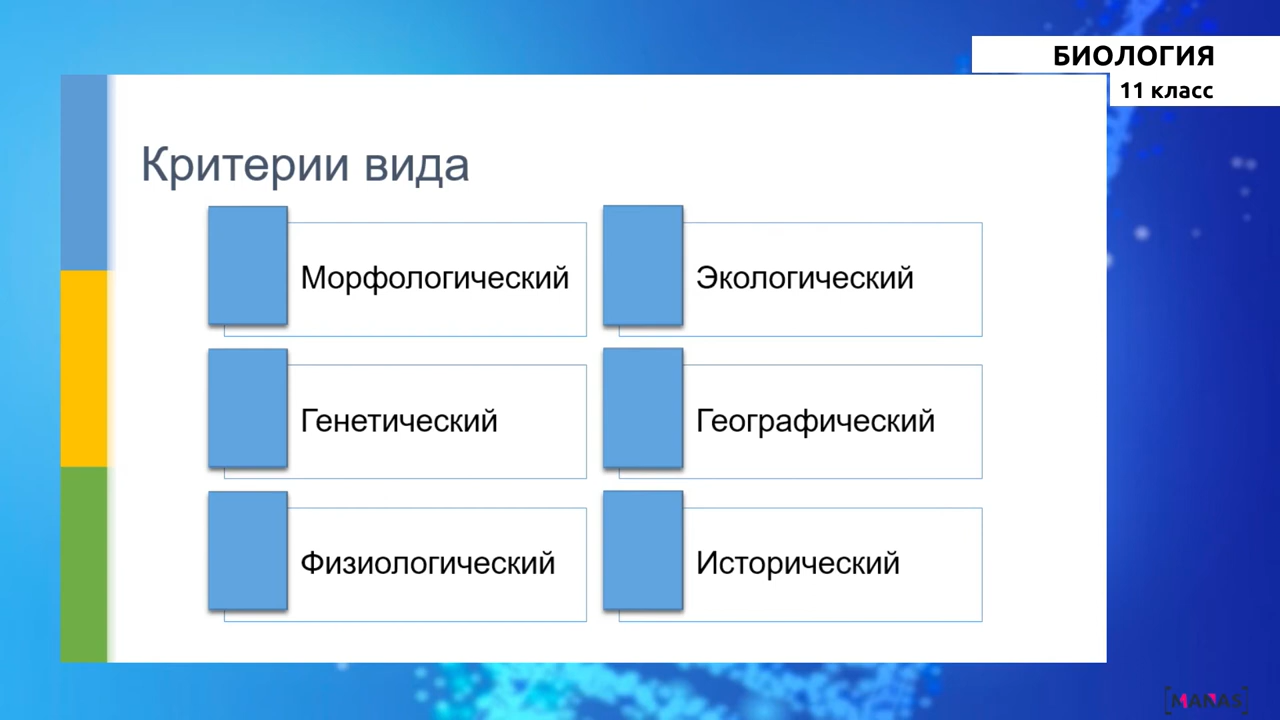 БИОЛОГИЯ
11 класс
Критерии вида
Морфологический
Экологический
Генетический
Географический
Физиологический
Исторический
MANAS